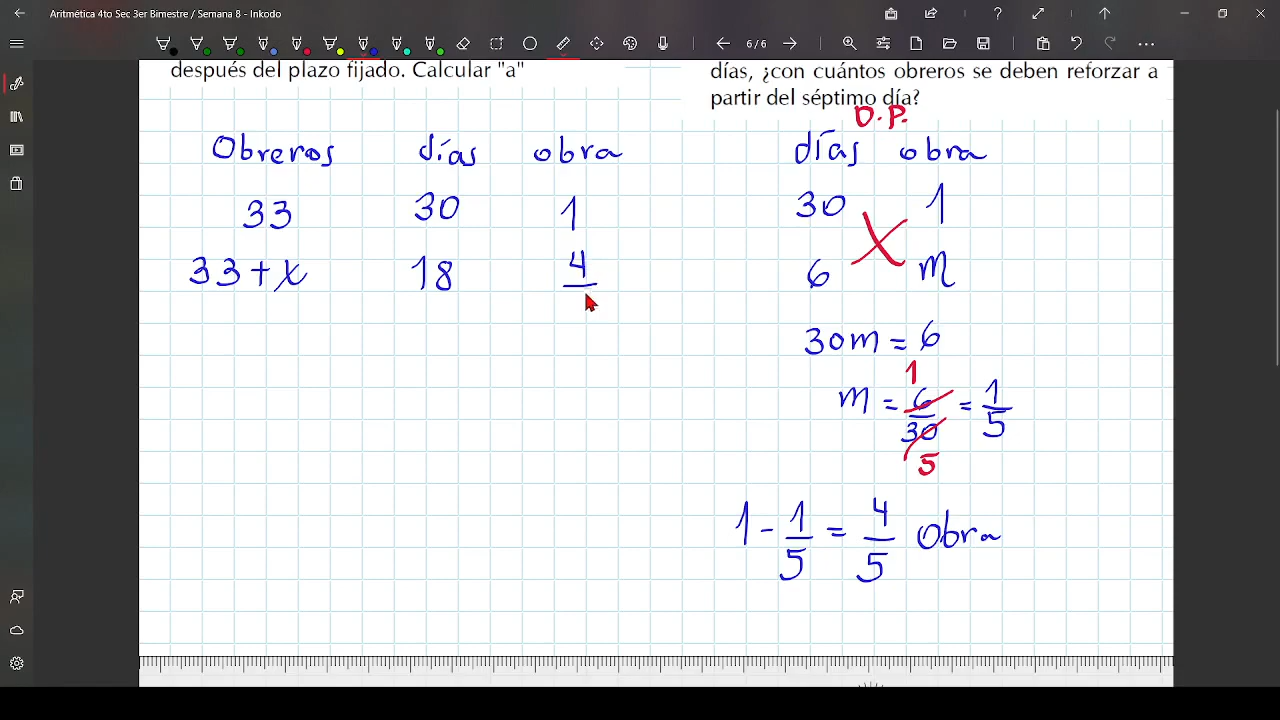 Aritmética 4to Sec 3er Bimestre / Semana 8 - Inkodo
6 / 6
después del plazo fijado. Calcular "a"
Obreros días obra
33 30 1
33 + x 18 4
días, ¿con cuántos obreros se deben reforzar a
partir del séptimo día?
D.P.
días obra
30 1
6 m
30m = 6
1
m = 6/30 = 1/5
5
1 - 1/5 = 4/5 Obra